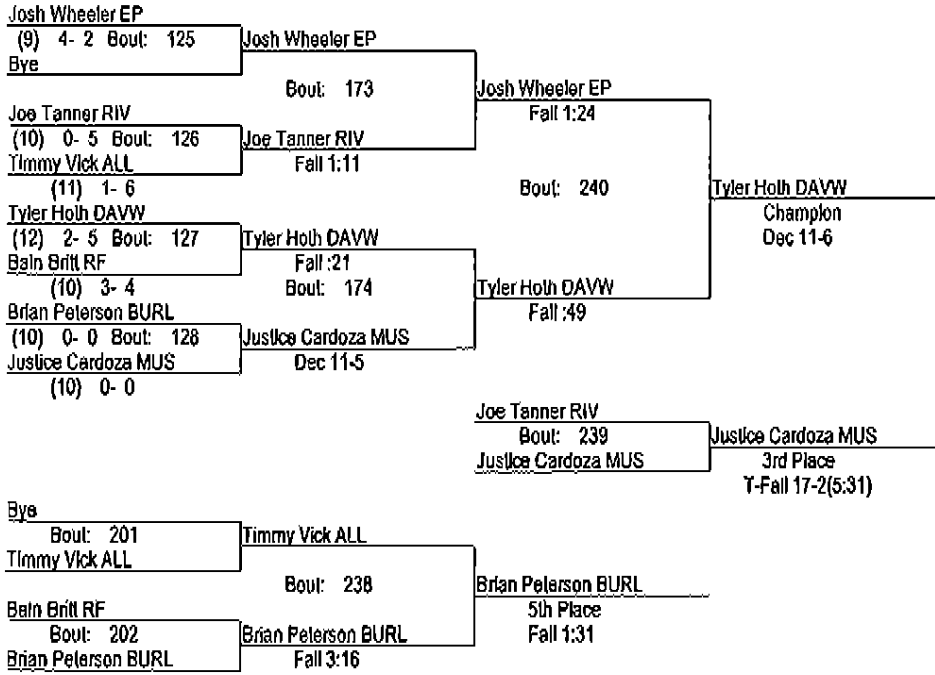 Josh Wheeler EP
(9) 4- 2 Bout: 125
Bye
Josh Wheeler EP
Bout: 173
Josh Wheeler EP
Fall 1:24
Joe Tanner RIV
(10) 0- 5 Bout: 126
Timmy Vick ALL
(11) 1- 6
Joe Tanner RIV
Fall 1:11
Bout: 240
Tyler Hoth DAVW
Champion
Dec 11-6
Tyler Hoth DAVW
(12) 2- 5 Bout: 127
Bain Britt RF
(10) 3- 4
Tyler Hoth DAVW
Fall :21
Bout: 174
Tyler Hoth DAVW
Fall :49
Brian Peterson BURL
(10) 0- 0 Bout: 128
Justice Cardoza MUS
(10) 0- 0
Justice Cardoza MUS
Dec 11-5
Joe Tanner RIV
Bout: 239
Justice Cardoza MUS
Justice Cardoza MUS
3rd Place
T-Fall 17-2(5:31)
Bye
Bout: 201
Timmy Vick ALL
Timmy Vick ALL
Bout: 238
Brian Peterson BURL
5th Place
Fall 1:31
Bain Britt RF
Bout: 202
Brian Peterson BURL
Brian Peterson BURL
Fall 3:16